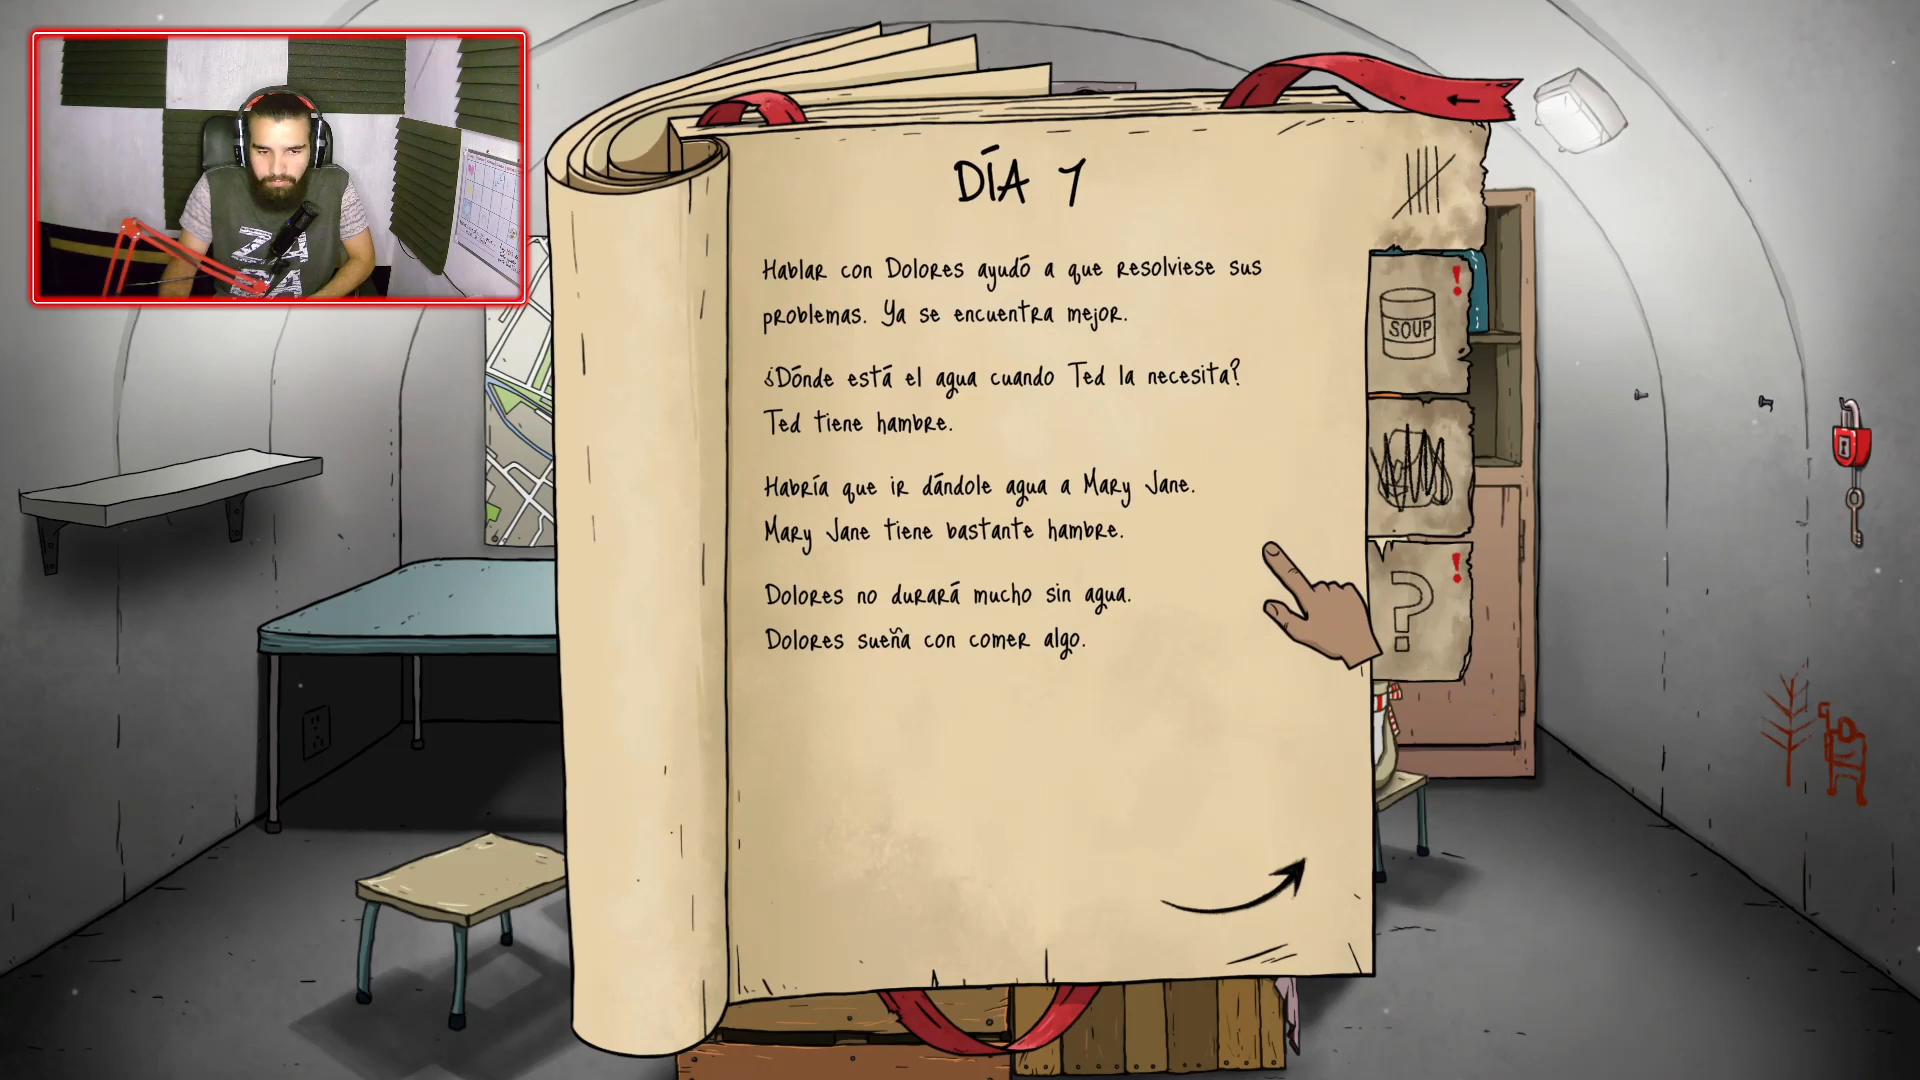 DÍA 7
Hablar con Dolores ayudó a que resolviese sus
problemas. Ya se encuentra mejor.
¿Dónde está el agua cuando Ted la necesita?
Ted tiene hambre.
Habría que ir dándole agua a Mary Jane.
Mary Jane tiene bastante hambre.
Dolores no durará mucho sin agua.
Dolores sueña con comer algo.
SOUP
!
?
!